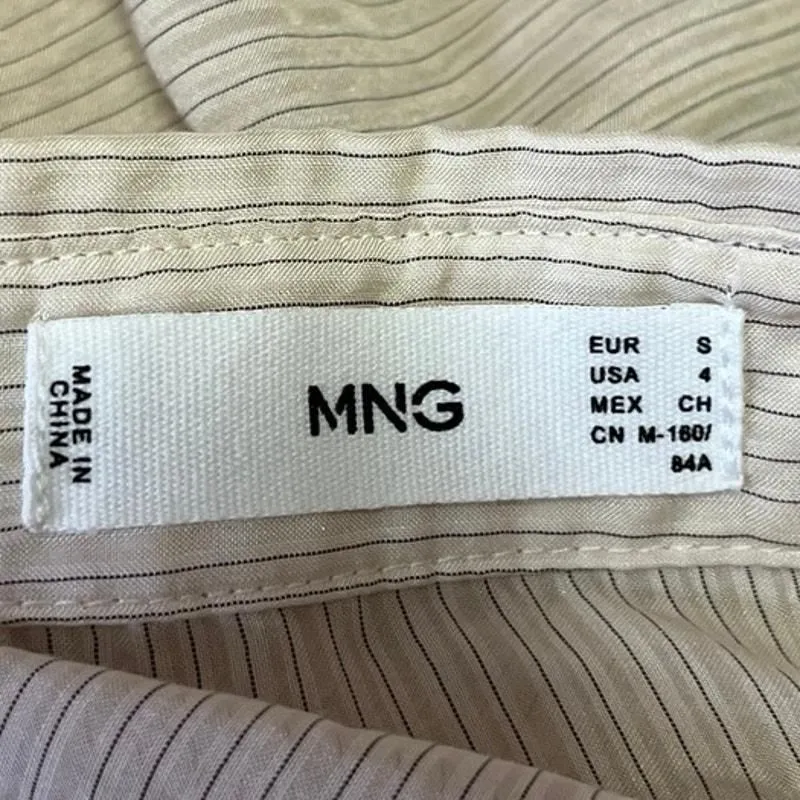 MADE IN
CHINA
MNG
EUR S
USA 4
MEX CH
CN M-160/
84A